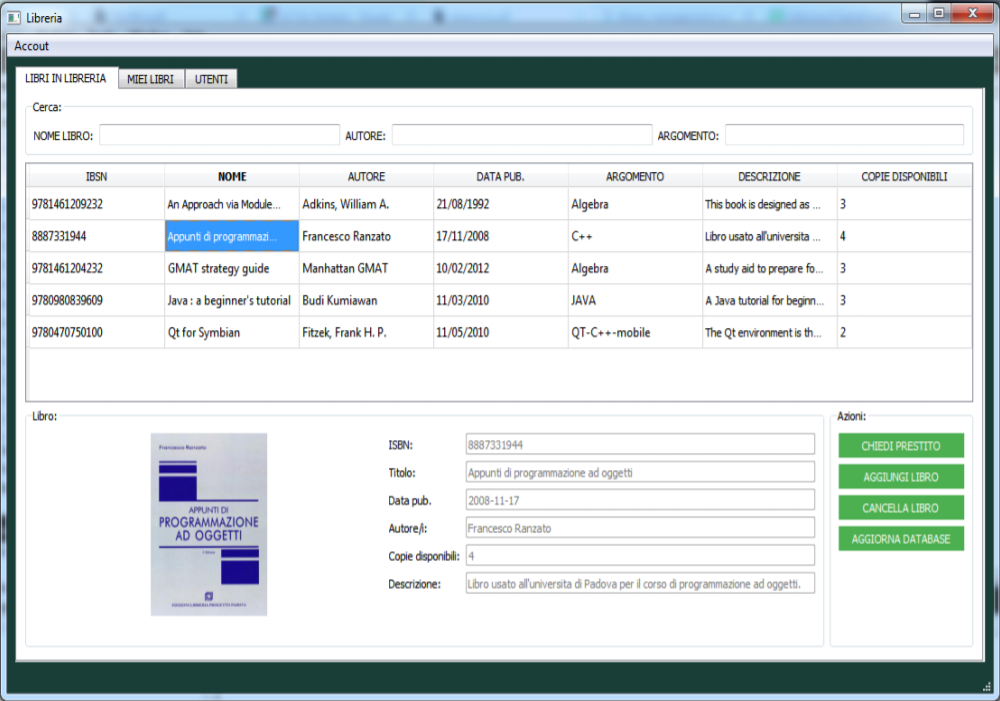 Libreria
Accout
LIBRI IN LIBRERIA MIEI LIBRI UTENTI
Cerca:
NOME LIBRO: AUTORE: ARGOMENTO:
IBSN NOME AUTORE DATA PUB. ARGOMENTO DESCRIZIONE COPIE DISPONIBILI
9781461209232 An Approach via Module... Adkins, William A. 21/08/1992 Algebra This book is designed as ... 3
8887331944 Appunti di programmazi... Francesco Ranzato 17/11/2008 C++ Libro usato all'universita ... 4
9781461204232 GMAT strategy guide Manhattan GMAT 10/02/2012 Algebra A study aid to prepare fo... 3
9780980839609 Java : a beginner's tutorial Budi Kurniawan 11/03/2010 JAVA A Java tutorial for beginn... 3
9780470750100 Qt for Symbian Fitzek, Frank H. P. 11/05/2010 QT-C++-mobile The Qt environment is th... 2
Libro:
Francesco Ranzato
APPUNTI DI
PROGRAMMAZIONE
AD OGGETTI
EDIZIONI LIBRERIA PROGETTO PADOVA
ISBN: 8887331944
Titolo: Appunti di programmazione ad oggetti
Data pub. 2008-11-17
Autore/i: Francesco Ranzato
Copie disponibili: 4
Descrizione: Libro usato all'universita di Padova per il corso di programmazione ad oggetti.
Azioni:
CHIEDI PRESTITO
AGGIUNGI LIBRO
CANCELLA LIBRO
AGGIORNA DATABASE